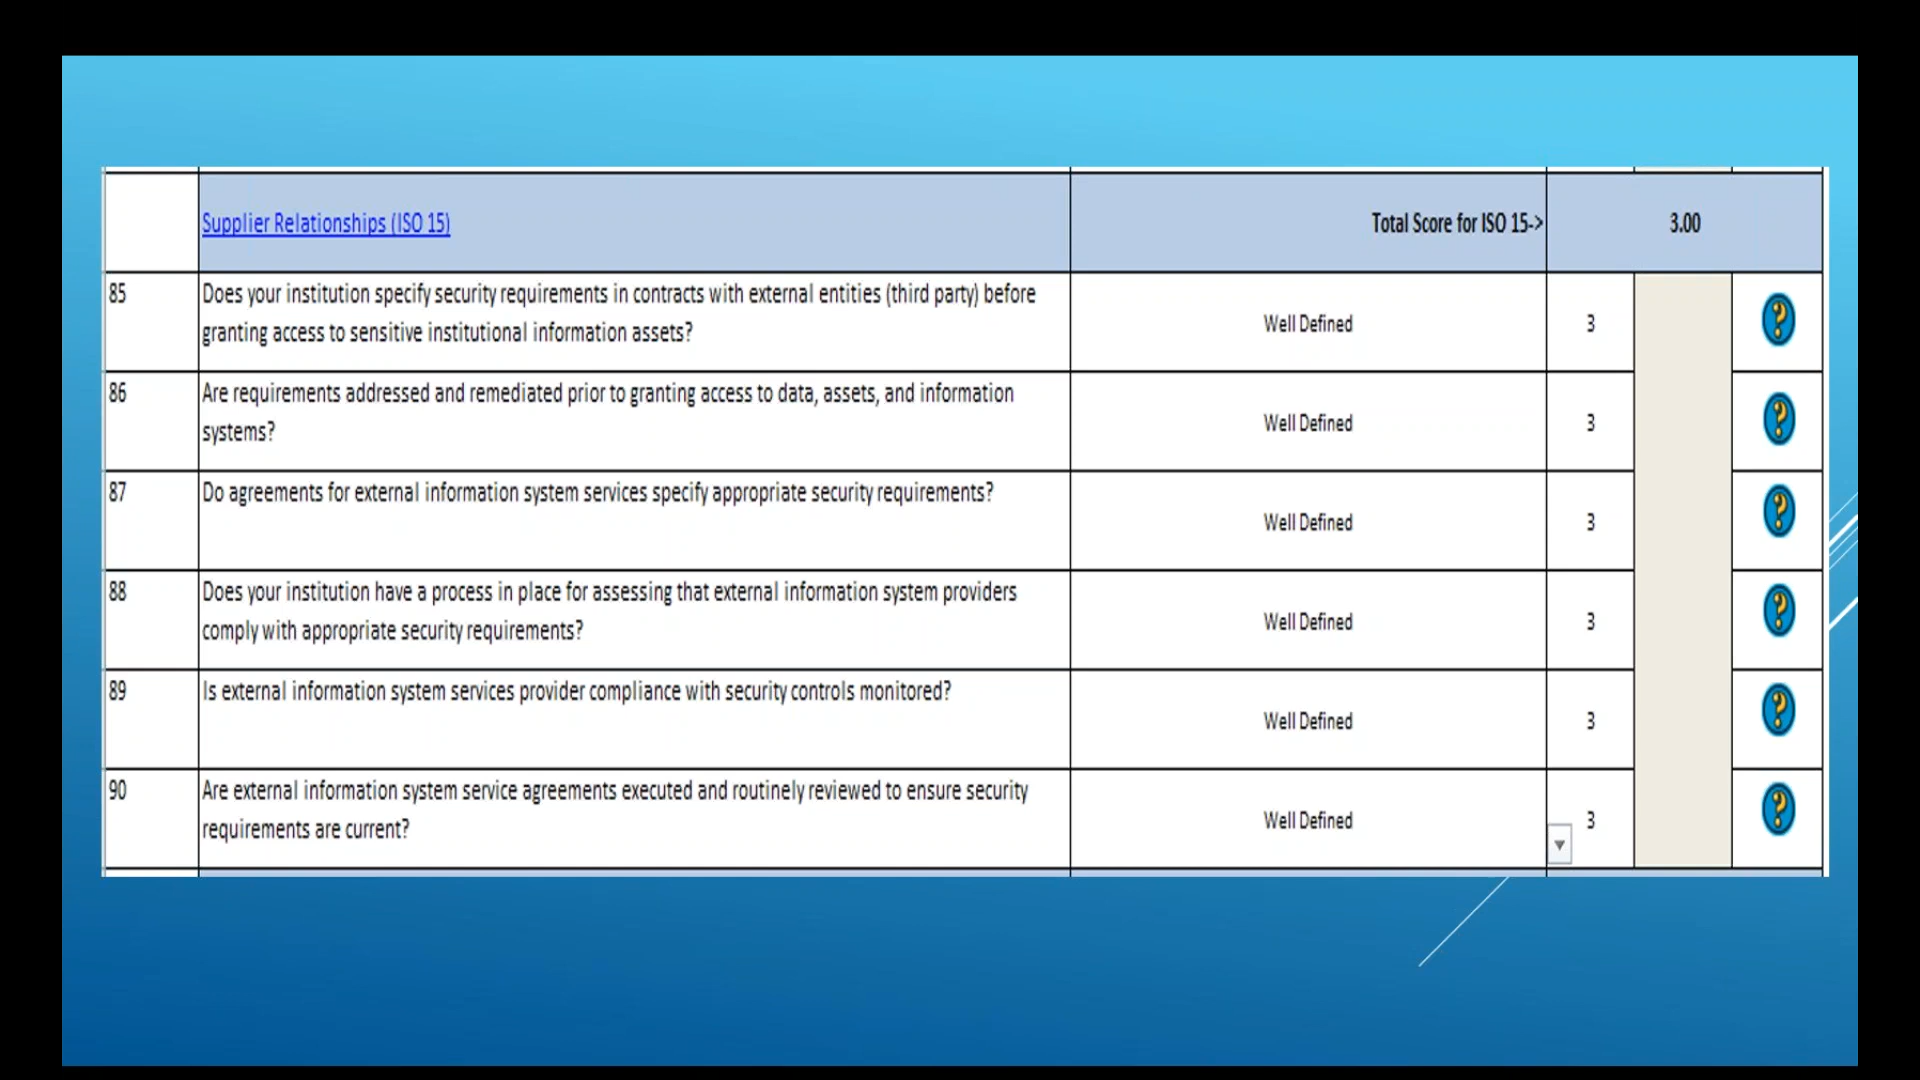 Supplier Relationships (ISO 15) Total Score for ISO 15-> 3.00
85 Does your institution specify security requirements in contracts with external entities (third party) before
granting access to sensitive institutional information assets?
Well Defined 3 ?
86 Are requirements addressed and remediated prior to granting access to data, assets, and information
systems?
Well Defined 3 ?
87 Do agreements for external information system services specify appropriate security requirements?
Well Defined 3 ?
88 Does your institution have a process in place for assessing that external information system providers
comply with appropriate security requirements?
Well Defined 3 ?
89 Is external information system services provider compliance with security controls monitored?
Well Defined 3 ?
90 Are external information system service agreements executed and routinely reviewed to ensure security
requirements are current?
Well Defined 3 ?